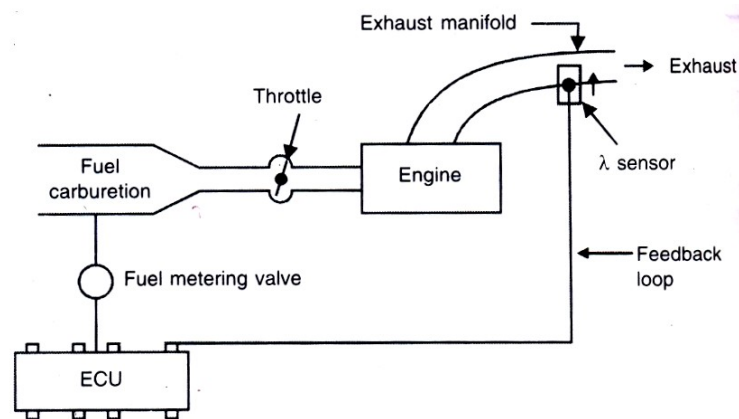 Exhaust manifold
Exhaust
Throttle
λ sensor
Fuel
carburetion
Engine
Feedback
loop
Fuel metering valve
ECU